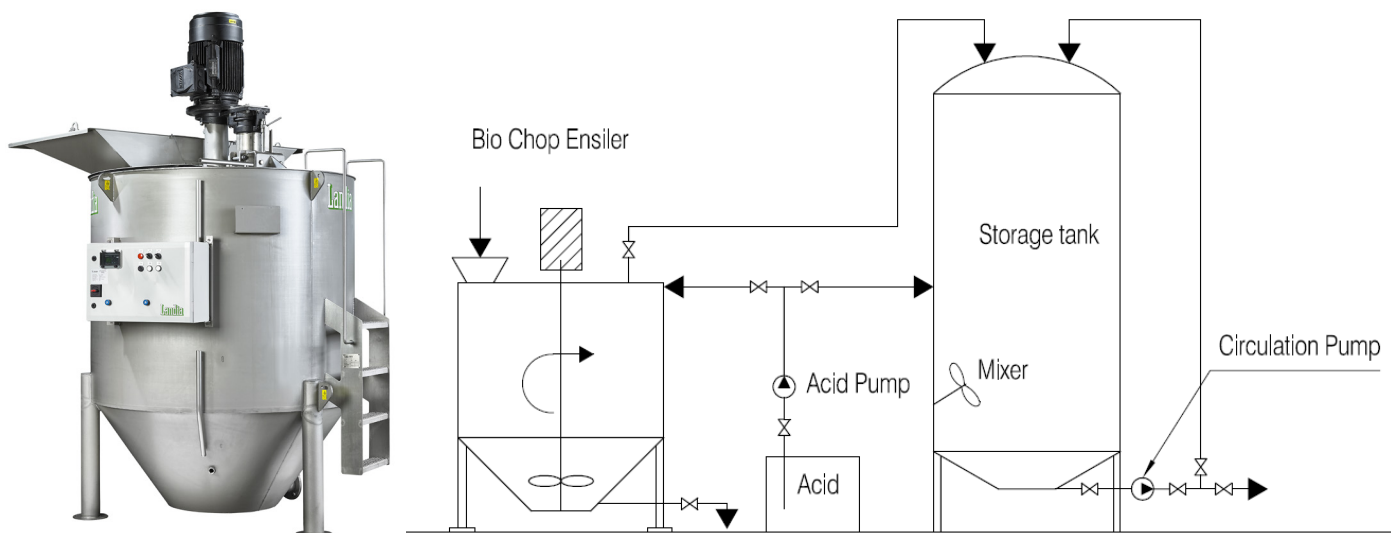 Landia
Landia
Bio Chop Ensiler
Storage tank
Circulation Pump
Mixer
Acid Pump
Acid